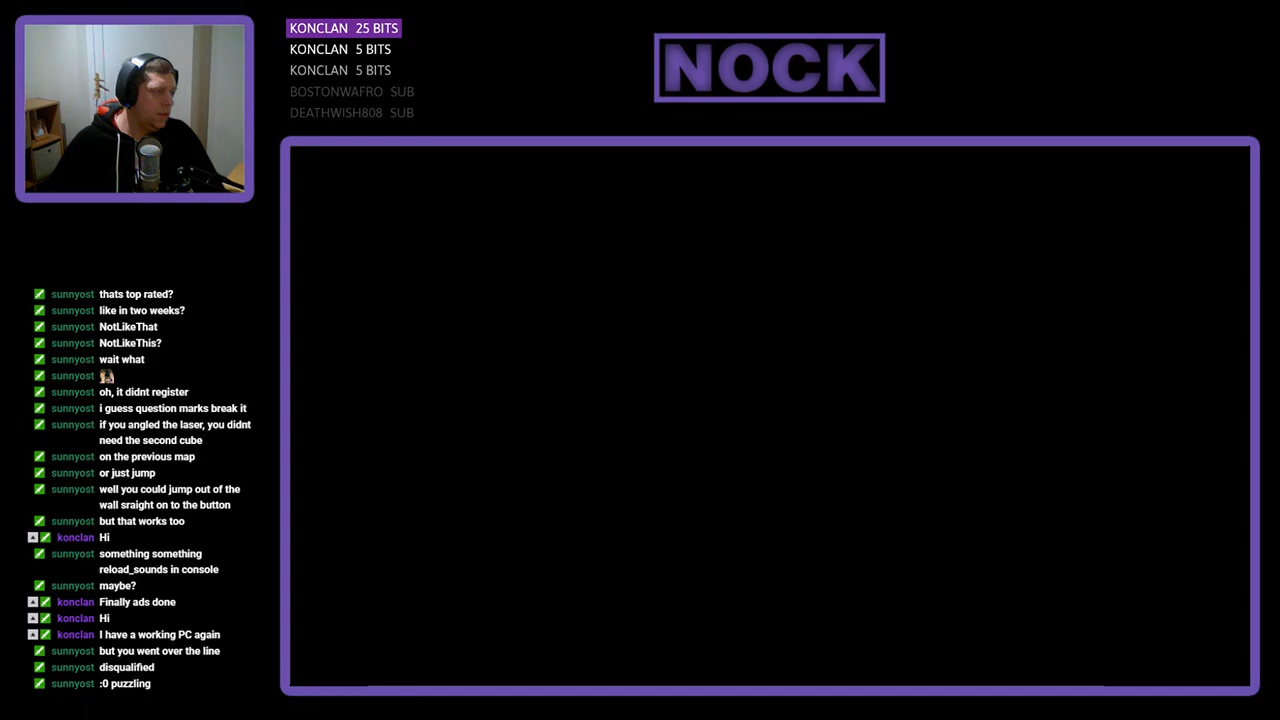 KONCLAN 25 BITS
KONCLAN 5 BITS
KONCLAN 5 BITS
BOSTONWAFRO SUB
DEATHWISH808 SUB
NOCK
sunnyost thats top rated?
sunnyost like in two weeks?
sunnyost NotLikeThat
sunnyost NotLikeThis?
sunnyost wait what
sunnyost
sunnyost oh, it didnt register
sunnyost i guess question marks break it
sunnyost if you angled the laser, you didnt
need the second cube
sunnyost on the previous map
sunnyost or just jump
sunnyost well you could jump out of the
wall sraight on to the button
sunnyost but that works too
konclan Hi
sunnyost something something
reload_sounds in console
sunnyost maybe?
konclan Finally ads done
konclan Hi
konclan I have a working PC again
sunnyost but you went over the line
sunnyost disqualified
sunnyost :0 puzzling